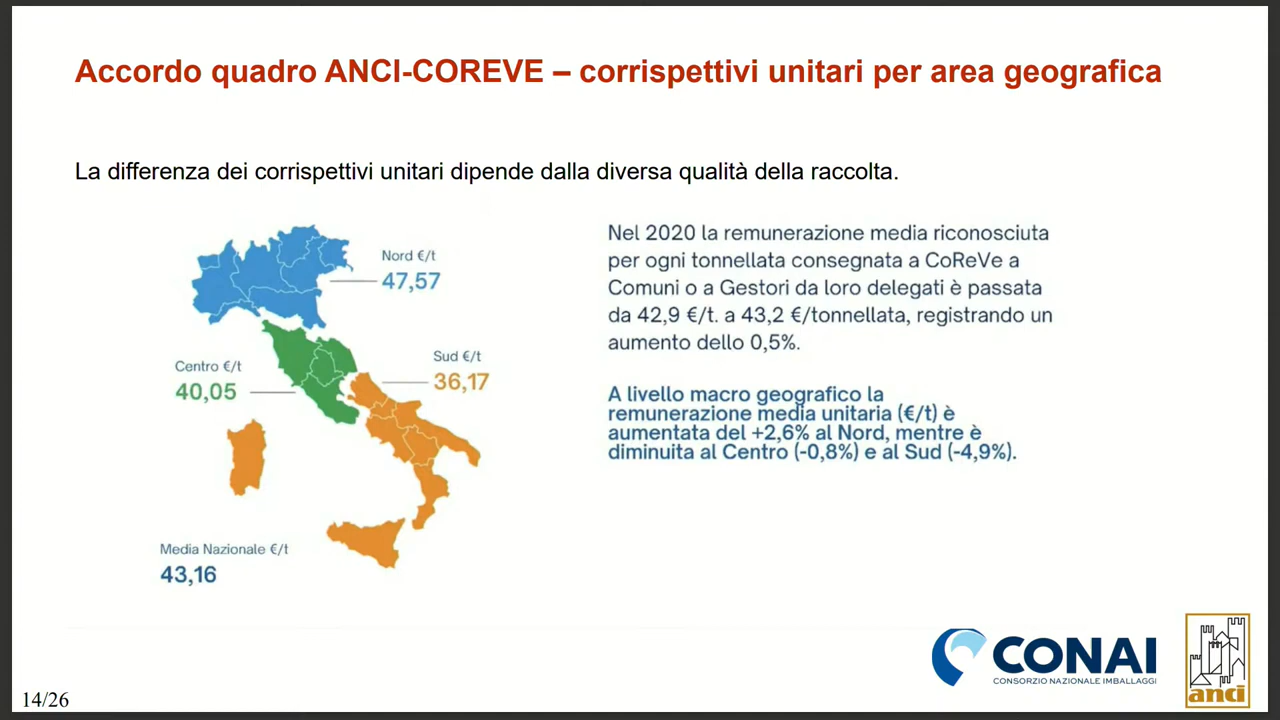 Accordo quadro ANCI-COREVE – corrispettivi unitari per area geografica
La differenza dei corrispettivi unitari dipende dalla diversa qualità della raccolta.
Nord €/t
47,57
Centro €/t
40,05
Sud €/t
36,17
Media Nazionale €/t
43,16
Nel 2020 la remunerazione media riconosciuta
per ogni tonnellata consegnata a CoReVe a
Comuni o a Gestori da loro delegati è passata
da 42,9 €/t. a 43,2 €/tonnellata, registrando un
aumento dello 0,5%.
A livello macro geografico la
remunerazione media unitaria (€/t) è
aumentata del +2,6% al Nord, mentre è
diminuita al Centro (-0,8%) e al Sud (-4,9%).
CONAI
CONSORZIO NAZIONALE IMBALLAGGI
anci
14/26